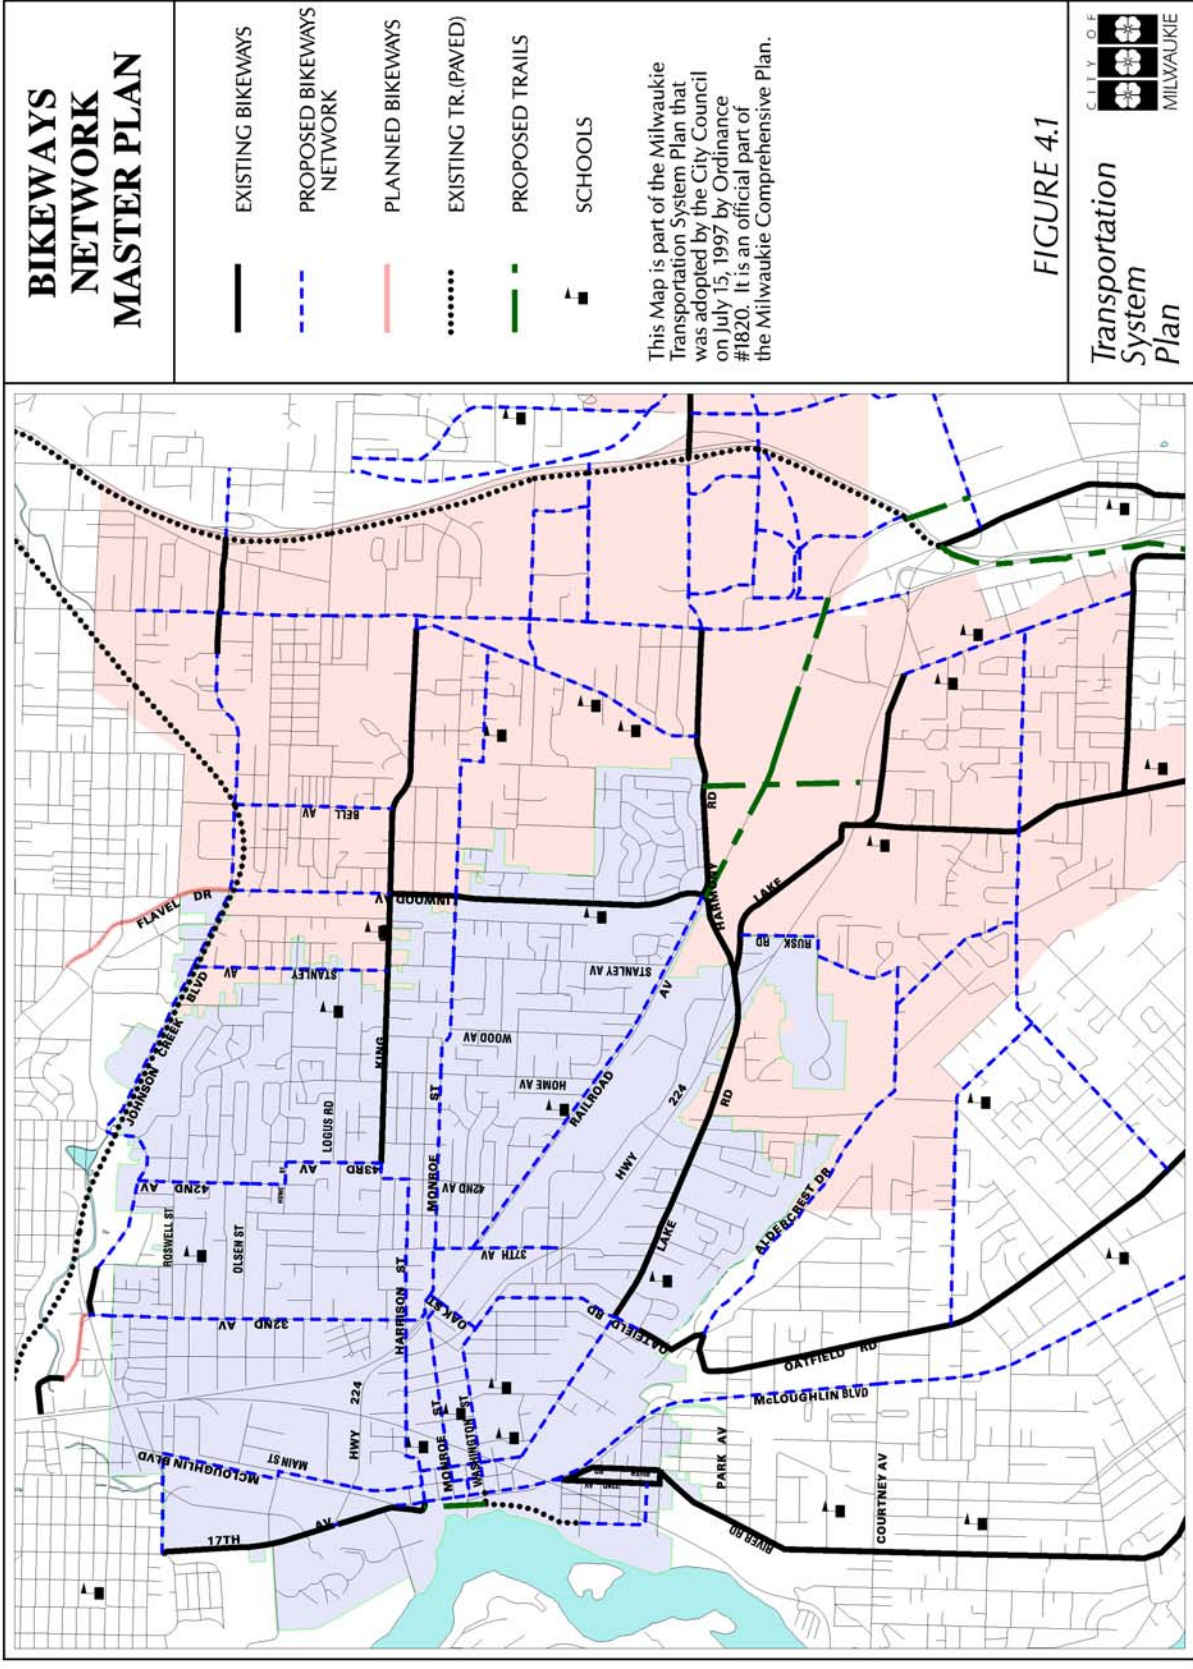 BIKEWAYS
NETWORK
MASTER PLAN
EXISTING BIKEWAYS
PROPOSED BIKEWAYS
NETWORK
PLANNED BIKEWAYS
EXISTING TR.(PAVED)
PROPOSED TRAILS
SCHOOLS
This Map is part of the Milwaukie
Transportation System Plan that
was adopted by the City Council
on July 15, 1997 by Ordinance
#1820. It is an official part of
the Milwaukie Comprehensive Plan.
FIGURE 4.1
Transportation
System
Plan
CITY OF
MILWAUKIE
FLAVEL DR
JOHNSON CREEK BLVD
BELL AV
INWOOD AV
STANLEY AV
STANLEY AV
KING
LOGUS RD
43RD AV
42ND AV
ROSWELL ST
OLSEN ST
32ND AV
HARRISON ST
MONROE ST
42ND AV
WOOD AV
HOME AV
37TH AV
RAILROAD AV
HARMONY RD
LAKE
RUSK RD
HWY 224
LAKE RD
ALDERCREST DR
OAK ST
OATFIELD RD
OATFIELD RD
McLOUGHLIN BLVD
MONROE ST
WASHINGTON ST
HWY 224
MAIN ST
MCLOUGHLIN BLVD
17TH AV
22ND AV
RIVER RD
RIVER RD
PARK AV
COURTNEY AV